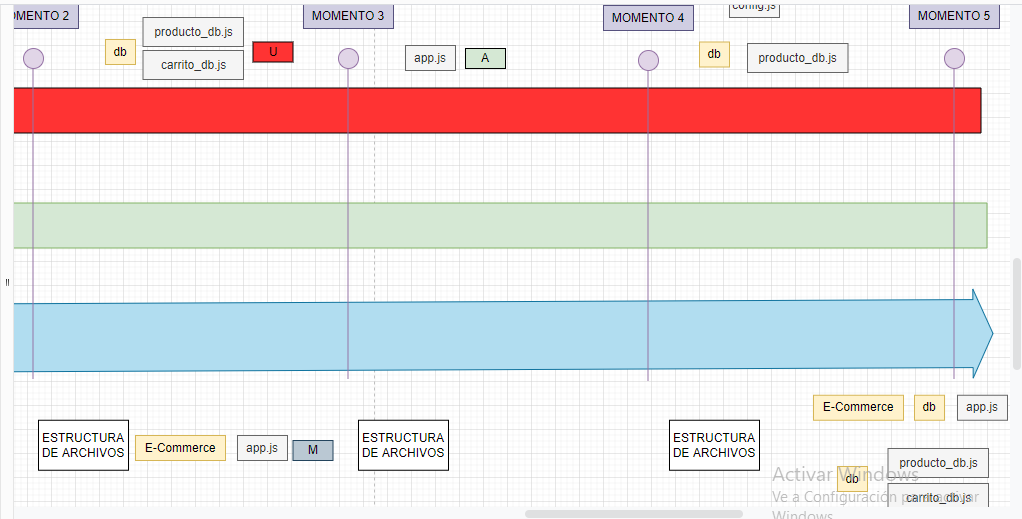 MOMENTO 2
MOMENTO 3
MOMENTO 4
config.js
MOMENTO 5
db
producto_db.js
carrito_db.js
U
app.js
A
db
producto_db.js
E-Commerce
db
app.js
ESTRUCTURA
DE ARCHIVOS
E-Commerce
app.js
M
ESTRUCTURA
DE ARCHIVOS
ESTRUCTURA
DE ARCHIVOS
db
producto_db.js
carrito_db.js
Activar Windows
Ve a Configuración para activar
Windows.